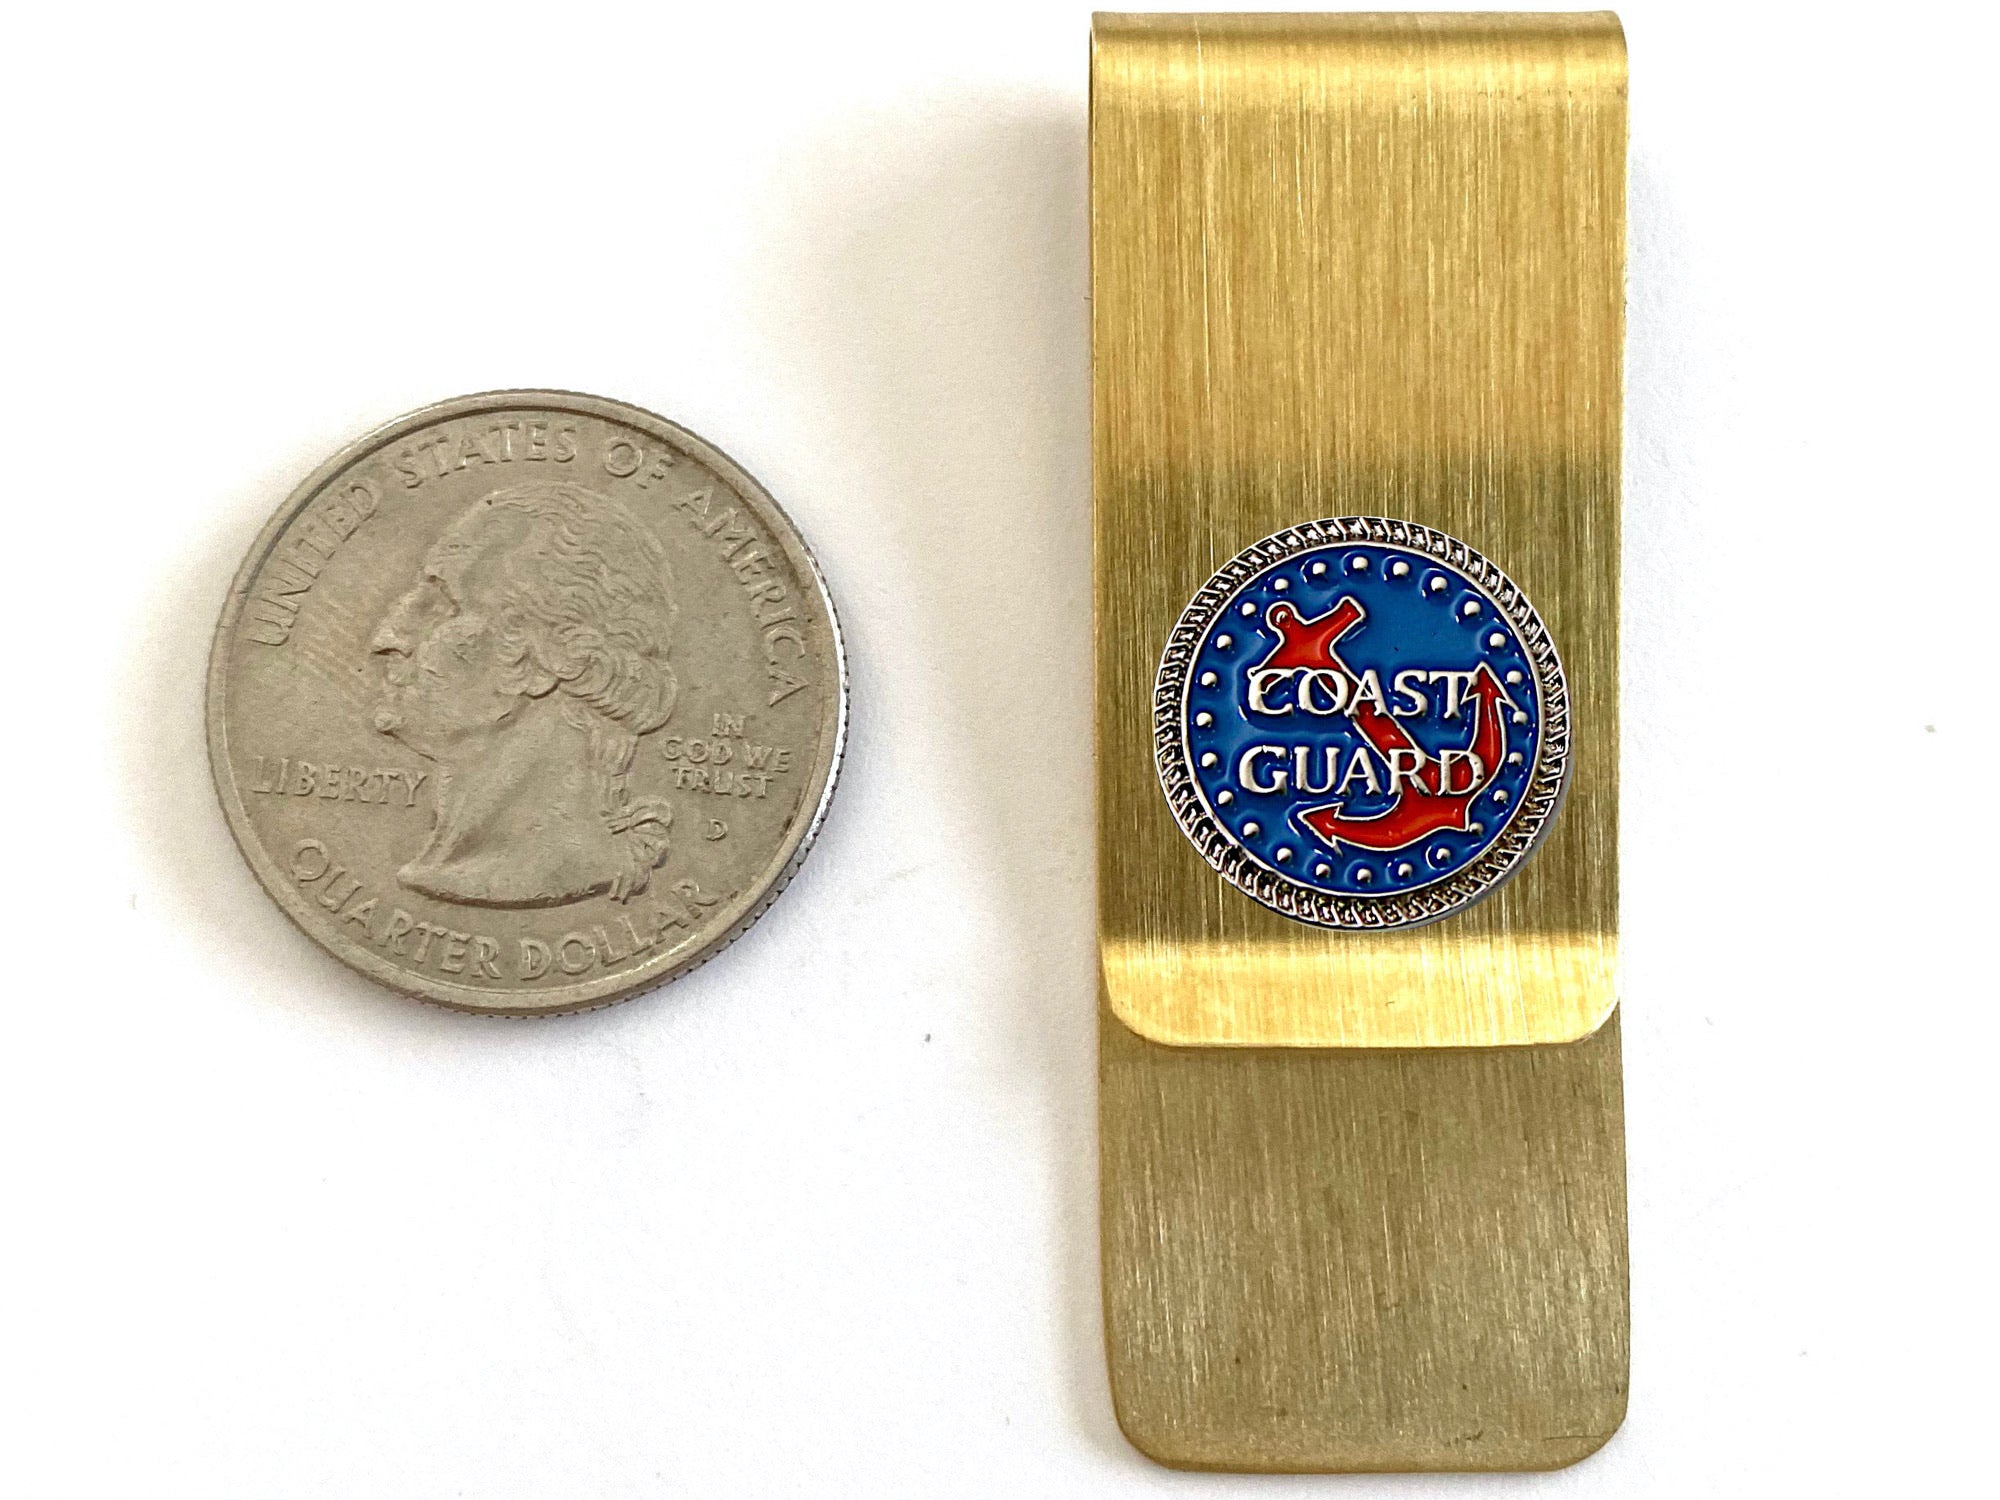 UNITED STATES OF AMERICA
LIBERTY
IN
GOD WE
TRUST
D
QUARTER DOLLAR
COAST
GUARD